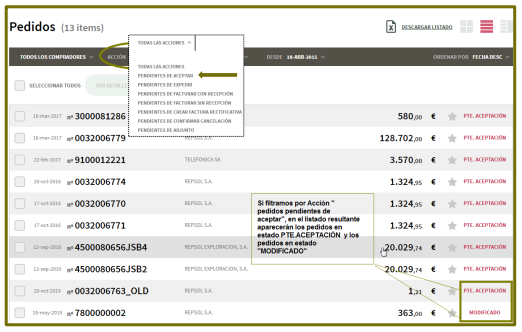 Pedidos (13 items)
DESCARGAR LISTADO
TODAS LAS ACCIONES
TODOS LOS COMPRADORES
ACCIÓN
DESDE 18-ABR-2015
ORDENAR POR FECHA DESC
TODAS LAS ACCIONES
PENDIENTES DE ACEPTAR
PENDIENTES DE EXPEDIR
PENDIENTES DE FACTURAR CON RECEPCIÓN
PENDIENTES DE FACTURAR SIN RECEPCIÓN
PENDIENTES DE CREAR FACTURA RECTIFICATIVA
PENDIENTES DE CONFIRMAR CANCELACIÓN
PENDIENTES DE ADJUNTO
SELECCIONAR TODOS
VER DETALLE
16-mar-2017 nº 3000081286 580,00 € PTE. ACEPTACIÓN
16-mar-2017 nº 0032006779 REPSOL S.A. 128.702,00 € PTE. ACEPTACIÓN
22-feb-2017 nº 9100012221 TELEFONICA SA 3.570,00 € PTE. ACEPTACIÓN
20-oct-2016 nº 0032006774 REPSOL S.A. 1.324,95 € PTE. ACEPTACIÓN
17-oct-2016 nº 0032006770 REPSOL S.A. 1.324,95 € PTE. ACEPTACIÓN
17-oct-2016 nº 0032006771 REPSOL S.A. 1.324,95 € PTE. ACEPTACIÓN
12-sep-2016 nº 4500080656JSB4 REPSOL EXPLORACION, S.A. 20.029,74 € PTE. ACEPTACIÓN
12-sep-2016 nº 4500080656JSB2 REPSOL EXPLORACION, S.A. 20.029,74 € PTE. ACEPTACIÓN
20-oct-2015 nº 0032006763_OLD REPSOL S.A. 1,21 € PTE. ACEPTACIÓN
18-may-2015 nº 7800000002 REPSOL S.A. 363,00 € MODIFICADO
Si filtramos por Acción "
pedidos pendientes de
aceptar", en el listado resultante
aparecerán los pedidos en
estado PTE.ACEPTACIÓN y los
pedidos en estado
"MODIFICADO"